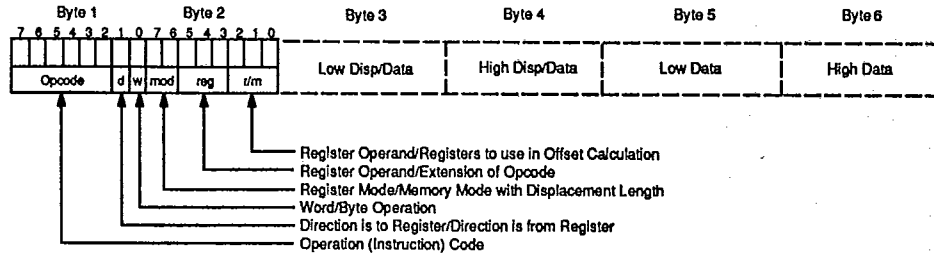 Byte 1 Byte 2 Byte 3 Byte 4 Byte 5 Byte 6
7 6 5 4 3 2 1 0 7 6 5 4 3 2 1 0
Low Disp/Data High Disp/Data Low Data High Data
Opcode d w mod reg r/m
Register Operand/Registers to use in Offset Calculation
Register Operand/Extension of Opcode
Register Mode/Memory Mode with Displacement Length
Word/Byte Operation
Direction is to Register/Direction is from Register
Operation (Instruction) Code